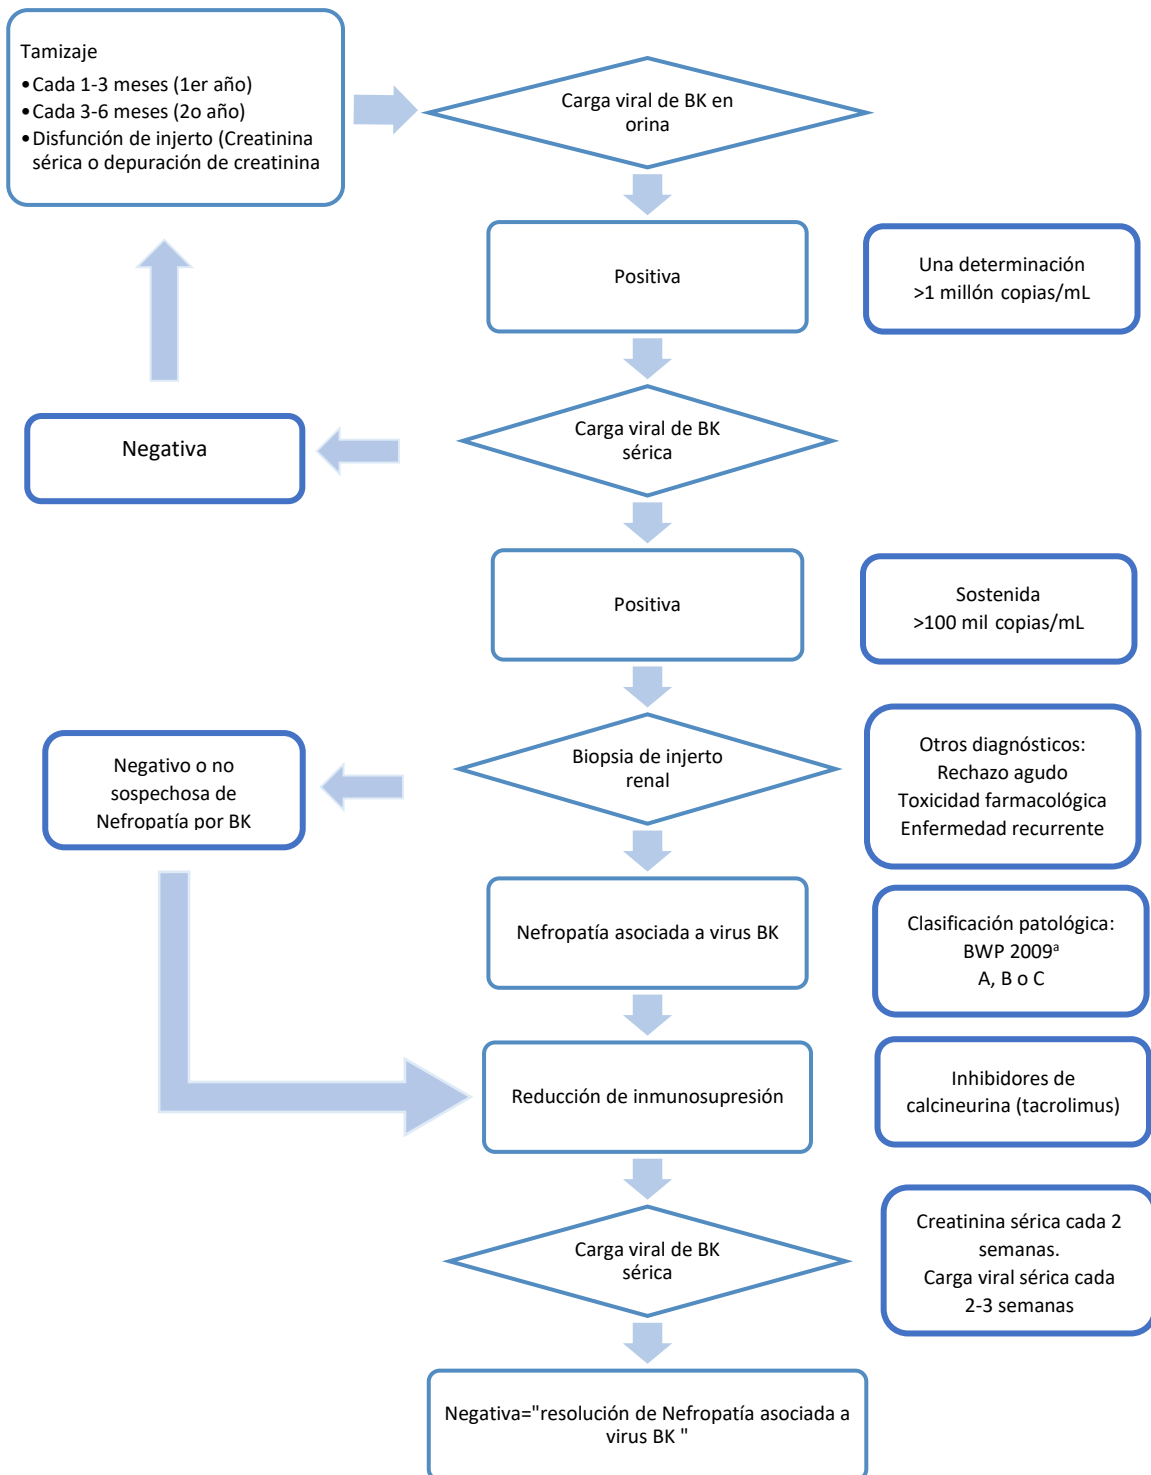 Tamizaje
•Cada 1-3 meses (1er año)
•Cada 3-6 meses (2o año)
•Disfunción de injerto (Creatinina
sérica o depuración de creatinina
Carga viral de BK en
orina
Positiva
Una determinación
>1 millón copias/mL
Carga viral de BK
sérica
Negativa
Positiva
Sostenida
>100 mil copias/mL
Biopsia de injerto
renal
Negativo o no
sospechosa de
Nefropatía por BK
Otros diagnósticos:
Rechazo agudo
Toxicidad farmacológica
Enfermedad recurrente
Nefropatía asociada a virus BK
Clasificación patológica:
BWP 2009ᵃ
A, B o C
Reducción de inmunosupresión
Inhibidores de
calcineurina (tacrolimus)
Carga viral de BK
sérica
Creatinina sérica cada 2
semanas.
Carga viral sérica cada
2-3 semanas
Negativa="resolución de Nefropatía asociada a
virus BK "